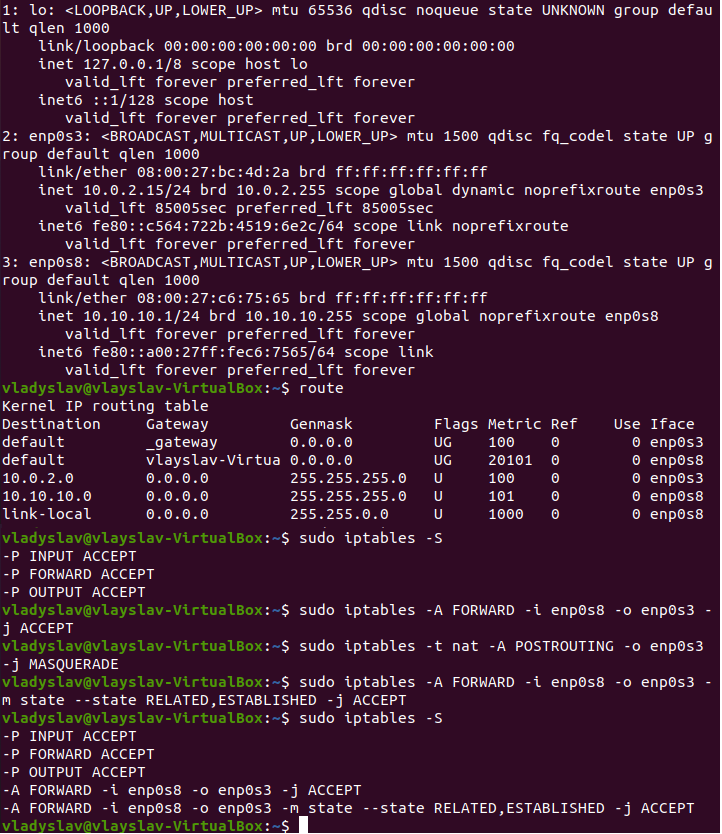 1: lo: <LOOPBACK,UP,LOWER_UP> mtu 65536 qdisc noqueue state UNKNOWN group defau
lt qlen 1000
    link/loopback 00:00:00:00:00:00 brd 00:00:00:00:00:00
    inet 127.0.0.1/8 scope host lo
       valid_lft forever preferred_lft forever
    inet6 ::1/128 scope host
       valid_lft forever preferred_lft forever
2: enp0s3: <BROADCAST,MULTICAST,UP,LOWER_UP> mtu 1500 qdisc fq_codel state UP g
roup default qlen 1000
    link/ether 08:00:27:bc:4d:2a brd ff:ff:ff:ff:ff:ff
    inet 10.0.2.15/24 brd 10.0.2.255 scope global dynamic noprefixroute enp0s3
       valid_lft 85005sec preferred_lft 85005sec
    inet6 fe80::c564:722b:4519:6e2c/64 scope link noprefixroute
       valid_lft forever preferred_lft forever
3: enp0s8: <BROADCAST,MULTICAST,UP,LOWER_UP> mtu 1500 qdisc fq_codel state UP g
roup default qlen 1000
    link/ether 08:00:27:c6:75:65 brd ff:ff:ff:ff:ff:ff
    inet 10.10.10.1/24 brd 10.10.10.255 scope global noprefixroute enp0s8
       valid_lft forever preferred_lft forever
    inet6 fe80::a00:27ff:fec6:7565/64 scope link
       valid_lft forever preferred_lft forever
vladyslav@vlayslav-VirtualBox:~$ route
Kernel IP routing table
Destination     Gateway         Genmask         Flags Metric Ref    Use Iface
default         _gateway        0.0.0.0         UG    100    0        0 enp0s3
default         vlayslav-Virtua 0.0.0.0         UG    20101  0        0 enp0s8
10.0.2.0        0.0.0.0         255.255.255.0   U     100    0        0 enp0s3
10.10.10.0      0.0.0.0         255.255.255.0   U     101    0        0 enp0s8
link-local      0.0.0.0         255.255.0.0     U     1000   0        0 enp0s8
vladyslav@vlayslav-VirtualBox:~$ sudo iptables -S
-P INPUT ACCEPT
-P FORWARD ACCEPT
-P OUTPUT ACCEPT
vladyslav@vlayslav-VirtualBox:~$ sudo iptables -A FORWARD -i enp0s8 -o enp0s3 -
j ACCEPT
vladyslav@vlayslav-VirtualBox:~$ sudo iptables -t nat -A POSTROUTING -o enp0s3
-j MASQUERADE
vladyslav@vlayslav-VirtualBox:~$ sudo iptables -A FORWARD -i enp0s8 -o enp0s3 -
m state --state RELATED,ESTABLISHED -j ACCEPT
vladyslav@vlayslav-VirtualBox:~$ sudo iptables -S
-P INPUT ACCEPT
-P FORWARD ACCEPT
-P OUTPUT ACCEPT
-A FORWARD -i enp0s8 -o enp0s3 -j ACCEPT
-A FORWARD -i enp0s8 -o enp0s3 -m state --state RELATED,ESTABLISHED -j ACCEPT
vladyslav@vlayslav-VirtualBox:~$